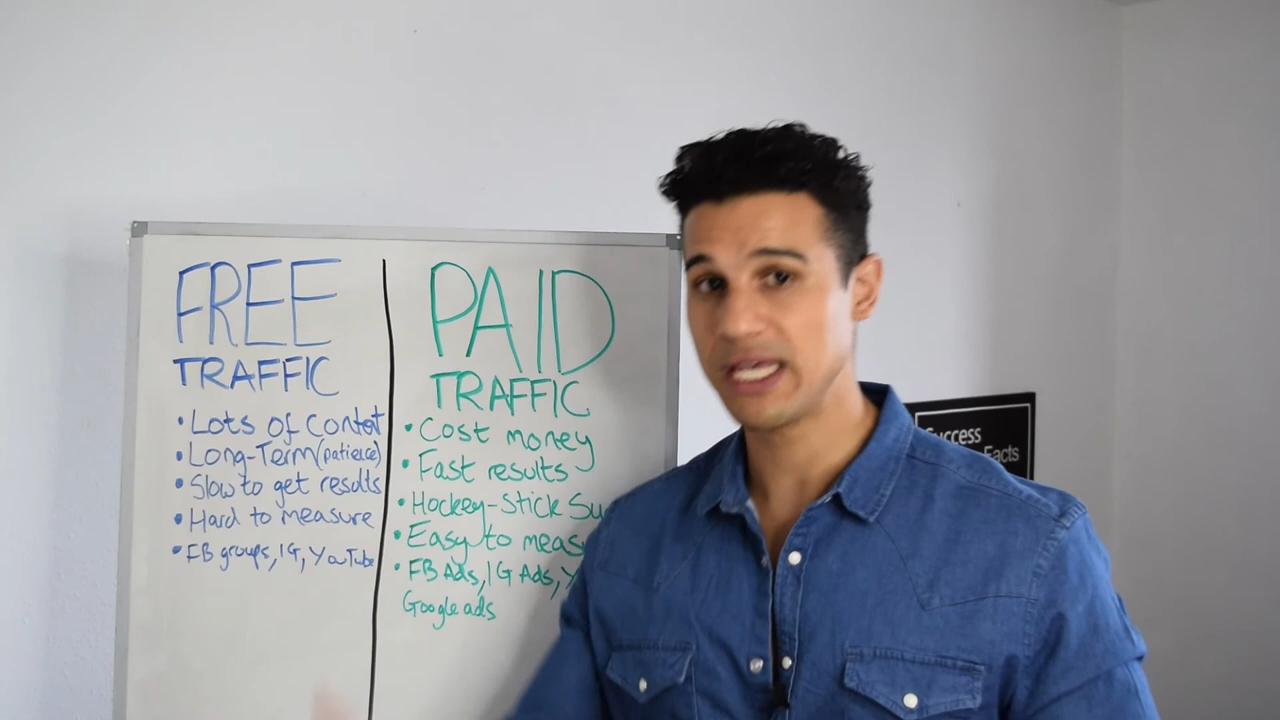 FREE
TRAFFIC
• Lots of content
• Long-Term (patience)
• Slow to get results
• Hard to measure
• FB groups, IG, YouTube
PAID
TRAFFIC
• Cost money
• Fast results
• Hockey-Stick
• Easy to
• FB Ads, IG Ads,
Google ads
Success
Facts